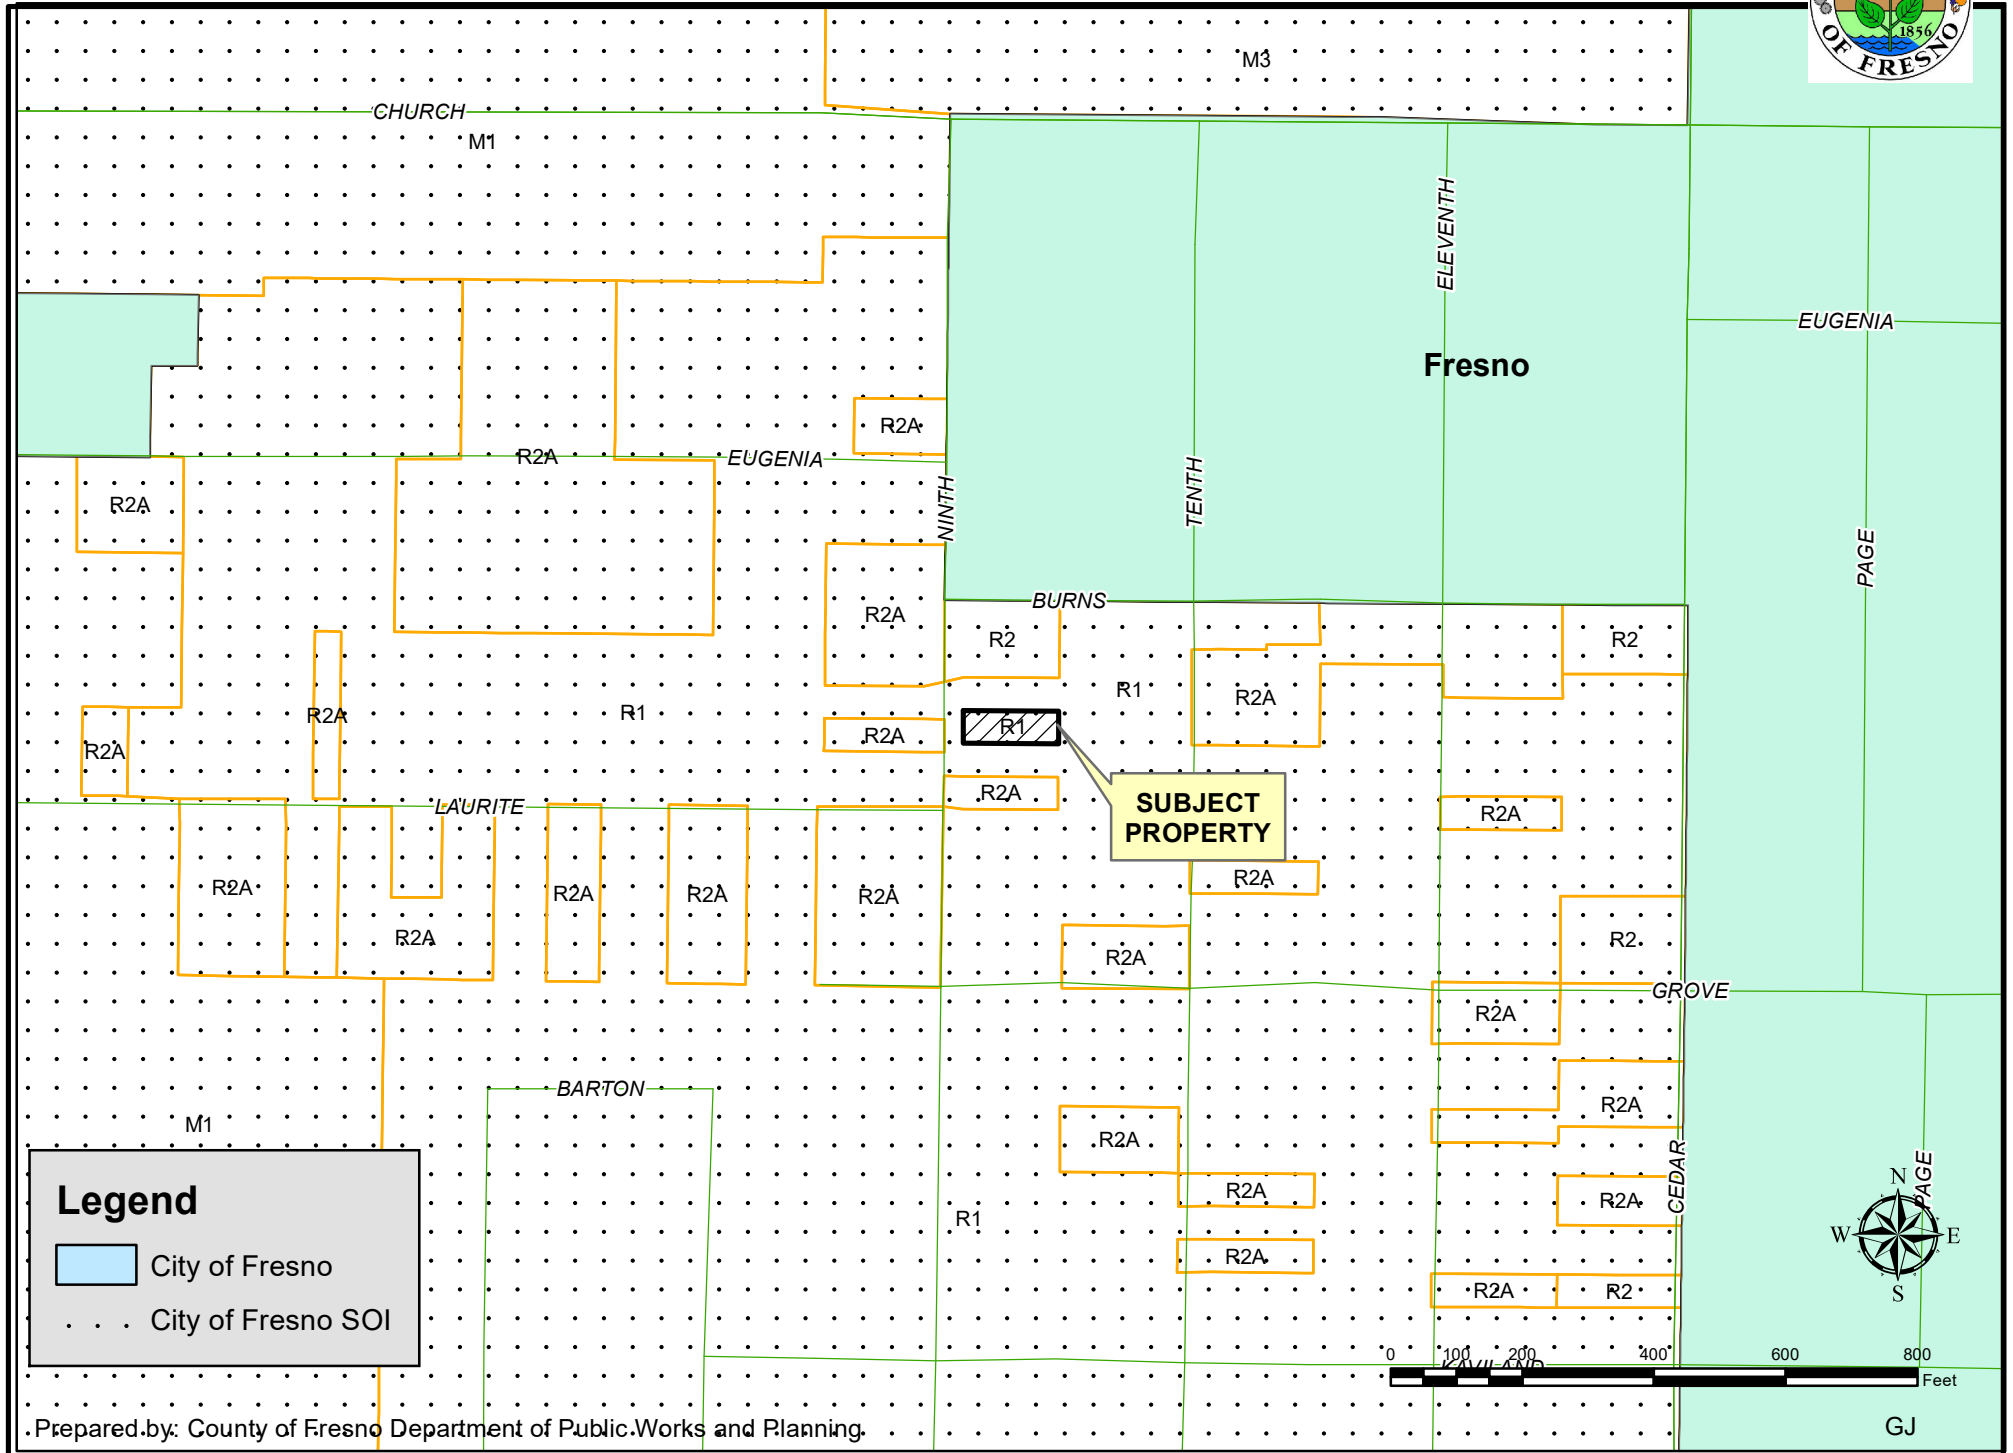 1856
OF FRESNO
M3
CHURCH
M1
ELEVENTH
EUGENIA
Fresno
R2A
EUGENIA
R2A
R2A
NINTH
TENTH
PAGE
BURNS
R2A
R2
R2
R1
R2A
R1
R2A
R1
R2A
R2A
R2A
LAURITE
R2A
SUBJECT
PROPERTY
R2A
R2A
R2A
R2A
R2A
R2A
R2A
R2A
R2
GROVE
R2A
BARTON
R2A
M1
R2A
CEDAR
PAGE
R2A
R2A
R1
R2A
R2A
R2
Legend
City of Fresno
City of Fresno SOI
N
W E
S
0 100 200 400 600 800
Feet
KAVILAND
Prepared by: County of Fresno Department of Public Works and Planning
GJ